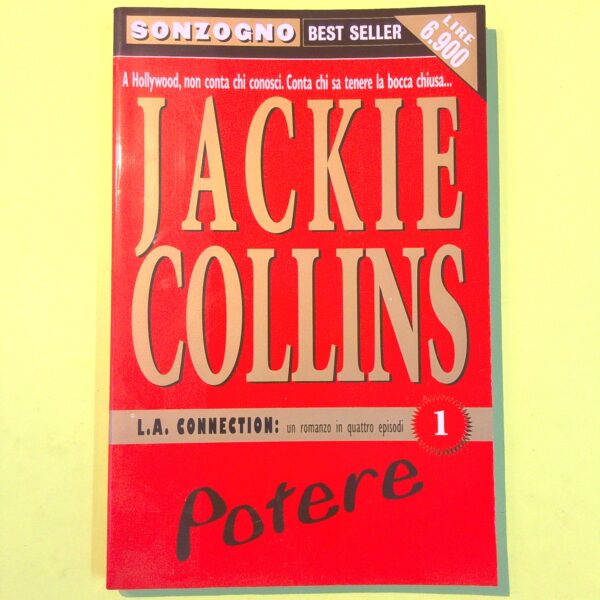 SONZOGNO BEST SELLER
LIRE
6.900
A Hollywood, non conta chi conosci. Conta chi sa tenere la bocca chiusa...
JACKIE
COLLINS
L.A. CONNECTION: un romanzo in quattro episodi 1
Potere